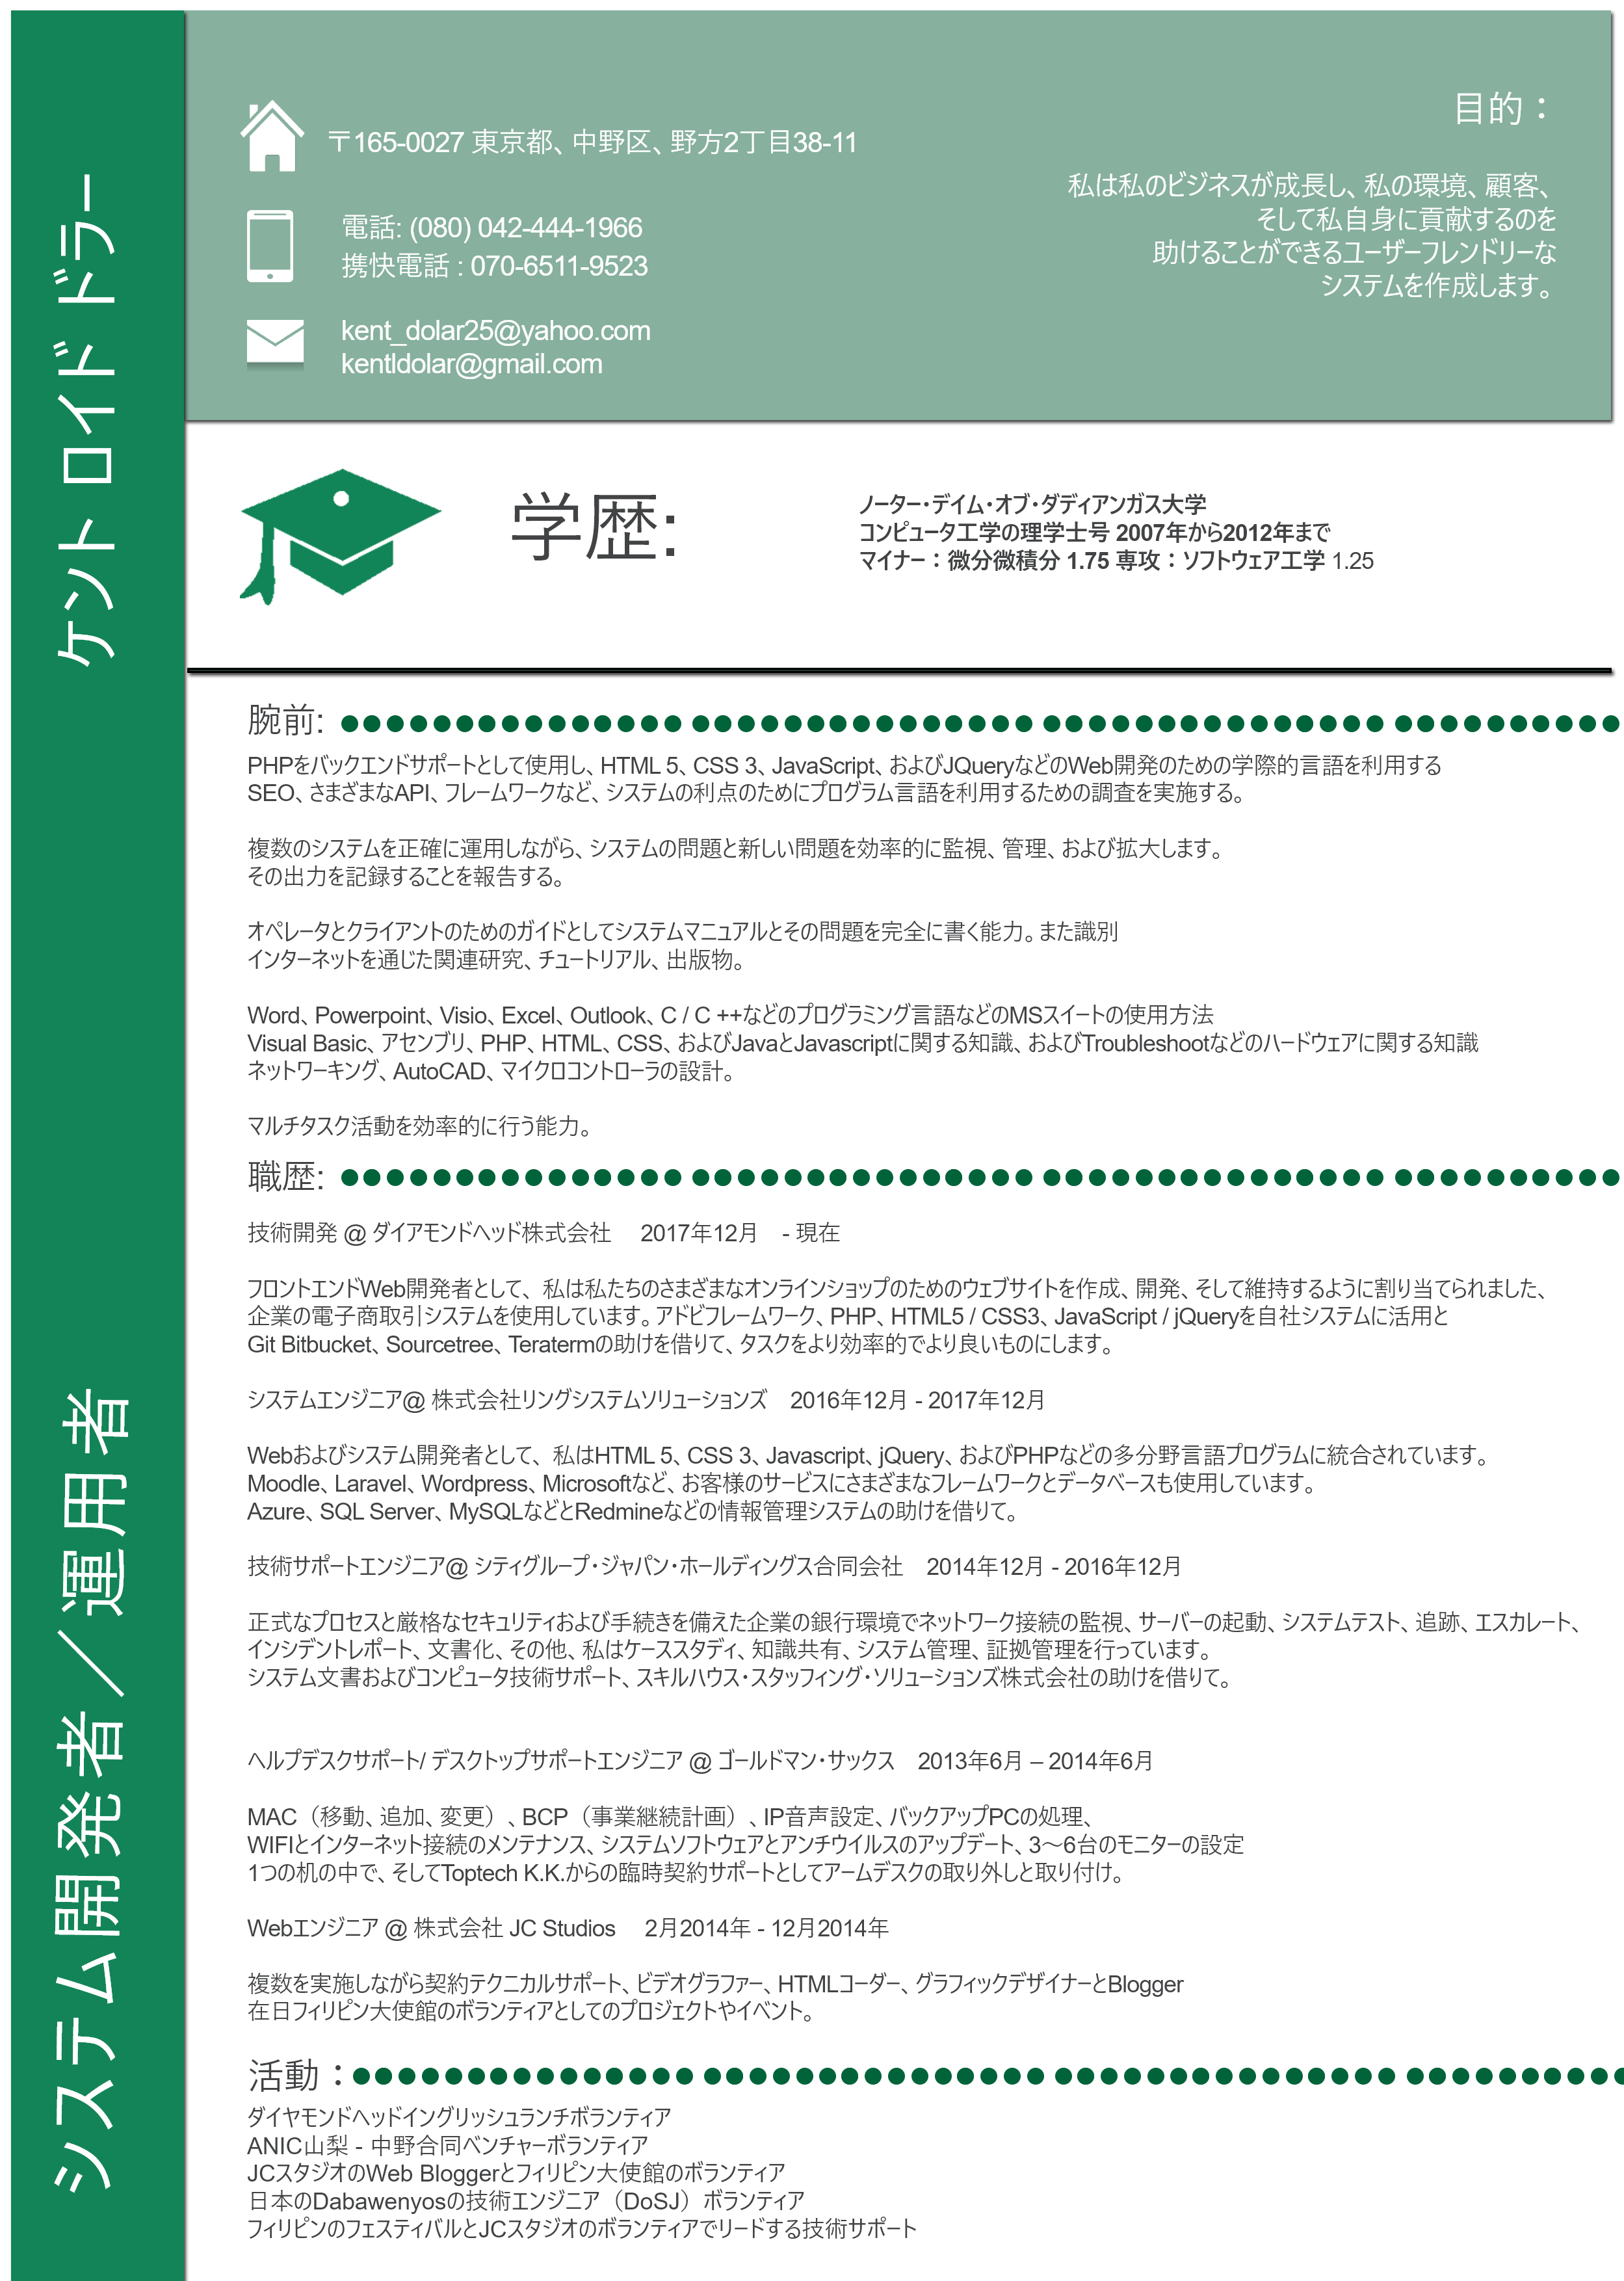 ケント ロイド ドラー
システム開発者／運用者
〒165-0027 東京都、中野区、野方2丁目38-11
電話: (080) 042-444-1966
携快電話 : 070-6511-9523
kent_dolar25@yahoo.com
kentldolar@gmail.com
目的：
私は私のビジネスが成長し、私の環境、顧客、
そして私自身に貢献するのを
助けることができるユーザーフレンドリーな
システムを作成します。
学歴:
ノーター・デイム・オブ・ダディアンガス大学
コンピュータ工学の理学士号 2007年から2012年まで
マイナー：微分微積分 1.75 専攻：ソフトウェア工学 1.25
腕前:
PHPをバックエンドサポートとして使用し、HTML 5、CSS 3、JavaScript、およびJQueryなどのWeb開発のための学際的言語を利用する
SEO、さまざまなAPI、フレームワークなど、システムの利点のためにプログラム言語を利用するための調査を実施する。
複数のシステムを正確に運用しながら、システムの問題と新しい問題を効率的に監視、管理、および拡大します。
その出力を記録することを報告する。
オペレータとクライアントのためのガイドとしてシステムマニュアルとその問題を完全に書く能力。また識別
インターネットを通じた関連研究、チュートリアル、出版物。
Word、Powerpoint、Visio、Excel、Outlook、C / C ++などのプログラミング言語などのMSスイートの使用方法
Visual Basic、アセンブリ、PHP、HTML、CSS、およびJavaとJavascriptに関する知識、およびTroubleshootなどのハードウェアに関する知識
ネットワーキング、AutoCAD、マイクロコントローラの設計。
マルチタスク活動を効率的に行う能力。
職歴:
技術開発 @ ダイアモンドヘッド株式会社　2017年12月　- 現在
フロントエンドWeb開発者として、私は私たちのさまざまなオンラインショップのためのウェブサイトを作成、開発、そして維持するように割り当てられました、
企業の電子商取引システムを使用しています。アドビフレームワーク、PHP、HTML5 / CSS3、JavaScript / jQueryを自社システムに活用と
Git Bitbucket、Sourcetree、Teratermの助けを借りて、タスクをより効率的でより良いものにします。
システムエンジニア@ 株式会社リングシステムソリューションズ　2016年12月 - 2017年12月
Webおよびシステム開発者として、私はHTML 5、CSS 3、Javascript、jQuery、およびPHPなどの多分野言語プログラムに統合されています。
Moodle、Laravel、Wordpress、Microsoftなど、お客様のサービスにさまざまなフレームワークとデータベースも使用しています。
Azure、SQL Server、MySQLなどとRedmineなどの情報管理システムの助けを借りて。
技術サポートエンジニア@ シティグループ・ジャパン・ホールディングス合同会社　2014年12月 - 2016年12月
正式なプロセスと厳格なセキュリティおよび手続きを備えた企業の銀行環境でネットワーク接続の監視、サーバーの起動、システムテスト、追跡、エスカレート、
インシデントレポート、文書化、その他、私はケーススタディ、知識共有、システム管理、証拠管理を行っています。
システム文書およびコンピュータ技術サポート、スキルハウス・スタッフィング・ソリューションズ株式会社の助けを借りて。
ヘルプデスクサポート/ デスクトップサポートエンジニア @ ゴールドマン・サックス　2013年6月 – 2014年6月
MAC（移動、追加、変更）、BCP（事業継続計画）、IP音声設定、バックアップPCの処理、
WIFIとインターネット接続のメンテナンス、システムソフトウェアとアンチウイルスのアップデート、3～6台のモニターの設定
1つの机の中で、そしてToptech K.K.からの臨時契約サポートとしてアームデスクの取り外しと取り付け。
Webエンジニア @ 株式会社 JC Studios　2月2014年 - 12月2014年
複数を実施しながら契約テクニカルサポート、ビデオグラファー、HTMLコーダー、グラフィックデザイナーとBlogger
在日フィリピン大使館のボランティアとしてのプロジェクトやイベント。
活動：
ダイヤモンドヘッドイングリッシュランチボランティア
ANIC山梨 - 中野合同ベンチャーボランティア
JCスタジオのWeb Bloggerとフィリピン大使館のボランティア
日本のDabawenyosの技術エンジニア（DoSJ）ボランティア
フィリピンのフェスティバルとJCスタジオのボランティアでリードする技術サポート